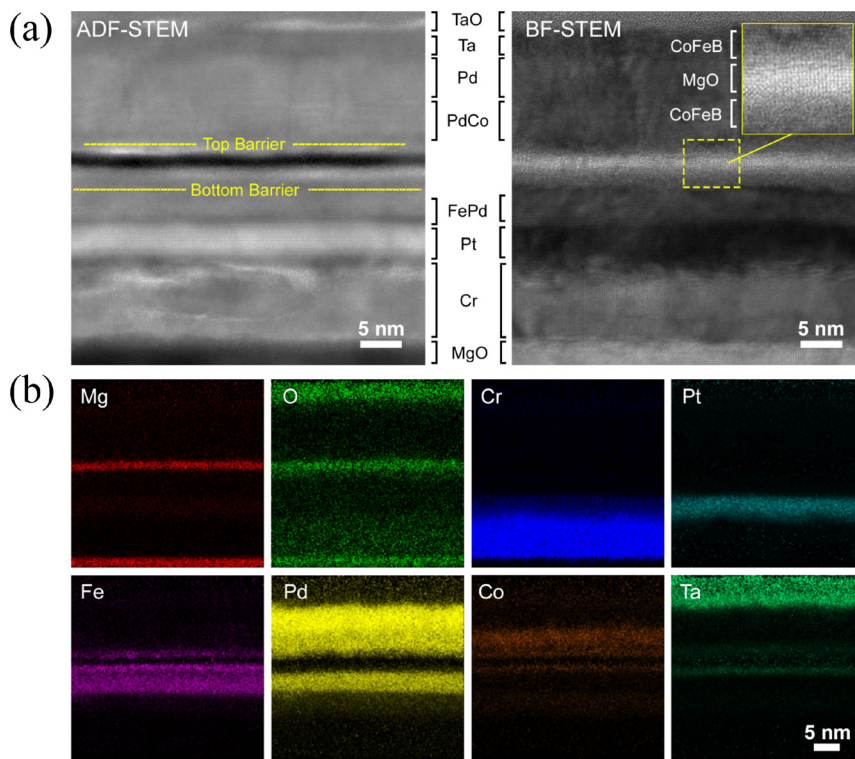 (a)
ADF-STEM
TaO
Ta
Pd
PdCo
Top Barrier
Bottom Barrier
FePd
Pt
Cr
MgO
5 nm
BF-STEM
CoFeB
MgO
CoFeB
5 nm
(b)
Mg
O
Cr
Pt
Fe
Pd
Co
Ta
5 nm